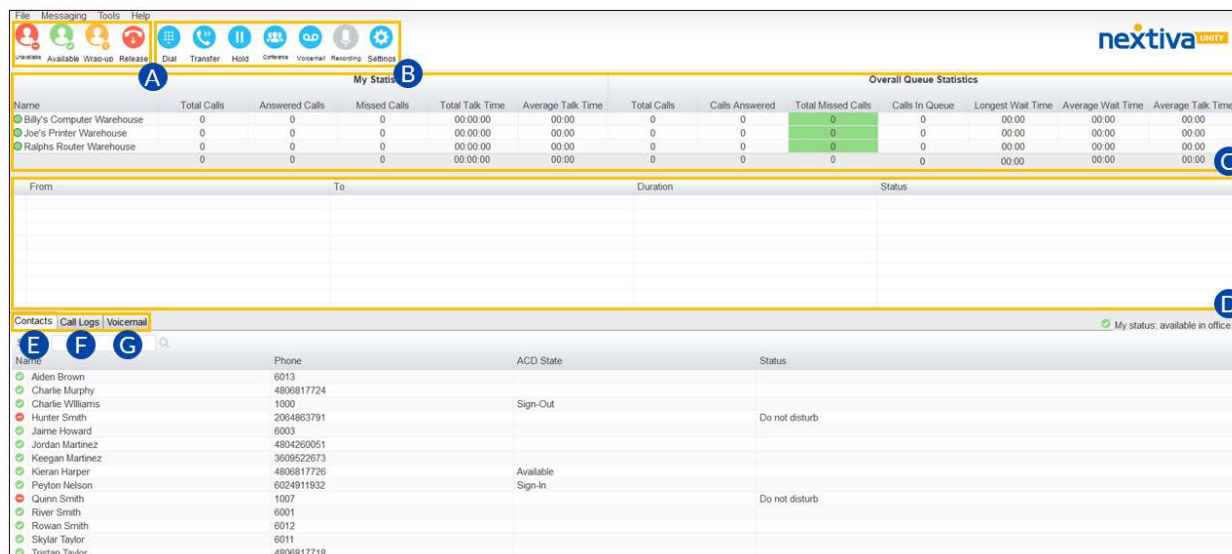 File Messaging Tools Help
nextiva UNITY
Unavailable Available Wrap-up Release Dial Transfer Hold Conference Voicemail Recording Settings
A B
My Statis Overall Queue Statistics
Name Total Calls Answered Calls Missed Calls Total Talk Time Average Talk Time Total Calls Calls Answered Total Missed Calls Calls In Queue Longest Wait Time Average Wait Time Average Talk Time
Billy's Computer Warehouse 0 0 0 00:00:00 00:00 0 0 0 0 00:00 00:00 00:00
Joe's Printer Warehouse 0 0 0 00:00:00 00:00 0 0 0 0 00:00 00:00 00:00
Ralphs Router Warehouse 0 0 0 00:00:00 00:00 0 0 0 0 00:00 00:00 00:00
0 0 0 00:00:00 00:00 0 0 0 0 00:00 00:00 00:00
C
From To Duration Status
D
Contacts Call Logs Voicemail My status: available in office
E F G
Name Phone ACD State Status
Aiden Brown 6013
Charlie Murphy 4806817724
Charlie Williams 1000 Sign-Out
Hunter Smith 2064863791 Do not disturb
Jaime Howard 6003
Jordan Martinez 4804260051
Keegan Martinez 3609522673
Kieran Harper 4806817726 Available
Peyton Nelson 6024911932 Sign-In
Quinn Smith 1007 Do not disturb
River Smith 6001
Rowan Smith 6012
Skylar Taylor 6011
Tristan Taylor 4806817718